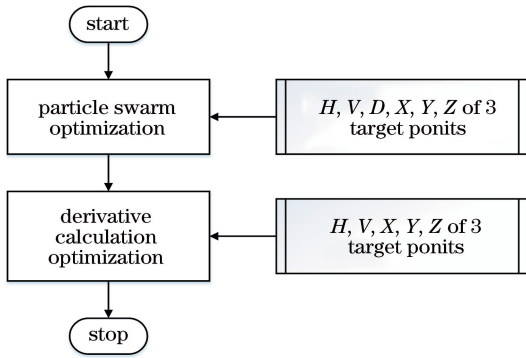 start
particle swarm
optimization
H, V, D, X, Y, Z of 3
target ponits
derivative
calculation
optimization
H, V, X, Y, Z of 3
target ponits
stop